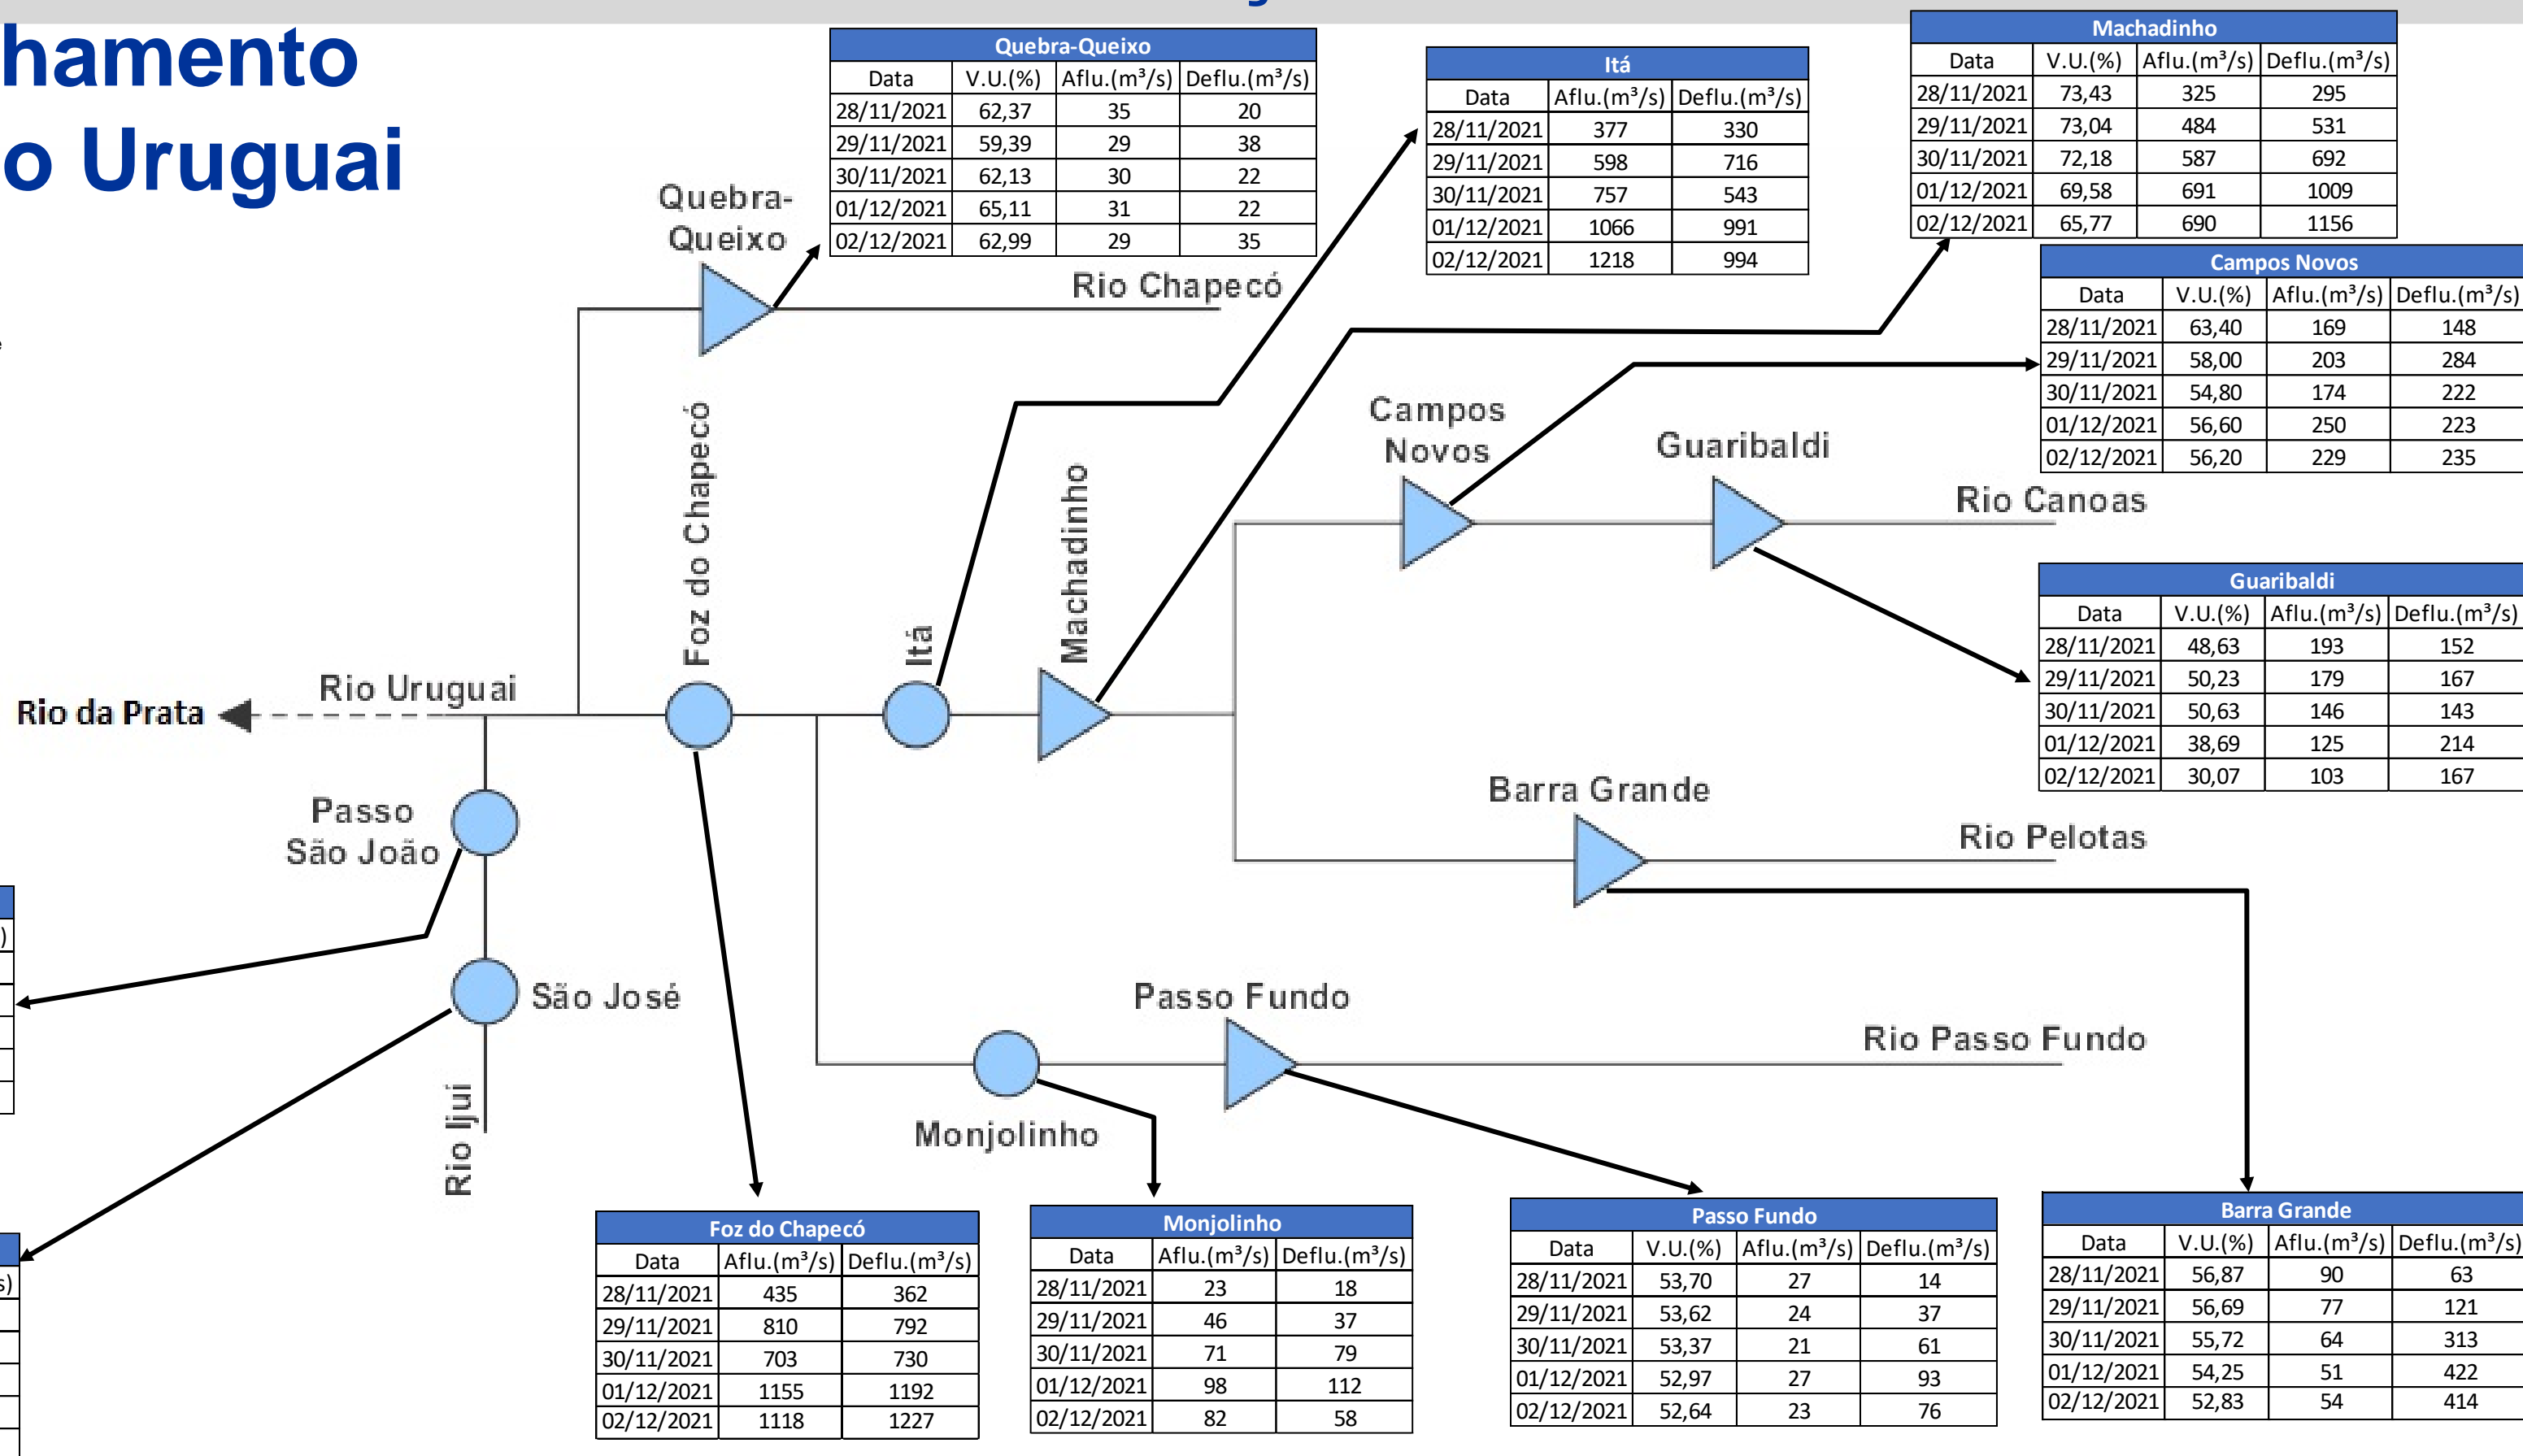 hamento
o Uruguai
Quebra-Queixo
Data V.U.(%) Aflu.(m³/s) Deflu.(m³/s)
28/11/2021 62,37 35 20
29/11/2021 59,39 29 38
30/11/2021 62,13 30 22
01/12/2021 65,11 31 22
02/12/2021 62,99 29 35
Itá
Data Aflu.(m³/s) Deflu.(m³/s)
28/11/2021 377 330
29/11/2021 598 716
30/11/2021 757 543
01/12/2021 1066 991
02/12/2021 1218 994
Machadinho
Data V.U.(%) Aflu.(m³/s) Deflu.(m³/s)
28/11/2021 73,43 325 295
29/11/2021 73,04 484 531
30/11/2021 72,18 587 692
01/12/2021 69,58 691 1009
02/12/2021 65,77 690 1156
Campos Novos
Data V.U.(%) Aflu.(m³/s) Deflu.(m³/s)
28/11/2021 63,40 169 148
29/11/2021 58,00 203 284
30/11/2021 54,80 174 222
01/12/2021 56,60 250 223
02/12/2021 56,20 229 235
Quebra-
Queixo
Rio Chapecó
Foz do Chapecó
Itá
Machadinho
Campos
Novos
Guaribaldi
Rio Canoas
Guaribaldi
Data V.U.(%) Aflu.(m³/s) Deflu.(m³/s)
28/11/2021 48,63 193 152
29/11/2021 50,23 179 167
30/11/2021 50,63 146 143
01/12/2021 38,69 125 214
02/12/2021 30,07 103 167
Rio da Prata
Rio Uruguai
Passo
São João
Barra Grande
Rio Pelotas
São José
Rio Ijui
Passo Fundo
Rio Passo Fundo
Monjolinho
Foz do Chapecó
Data Aflu.(m³/s) Deflu.(m³/s)
28/11/2021 435 362
29/11/2021 810 792
30/11/2021 703 730
01/12/2021 1155 1192
02/12/2021 1118 1227
Monjolinho
Data Aflu.(m³/s) Deflu.(m³/s)
28/11/2021 23 18
29/11/2021 46 37
30/11/2021 71 79
01/12/2021 98 112
02/12/2021 82 58
Passo Fundo
Data V.U.(%) Aflu.(m³/s) Deflu.(m³/s)
28/11/2021 53,70 27 14
29/11/2021 53,62 24 37
30/11/2021 53,37 21 61
01/12/2021 52,97 27 93
02/12/2021 52,64 23 76
Barra Grande
Data V.U.(%) Aflu.(m³/s) Deflu.(m³/s)
28/11/2021 56,87 90 63
29/11/2021 56,69 77 121
30/11/2021 55,72 64 313
01/12/2021 54,25 51 422
02/12/2021 52,83 54 414